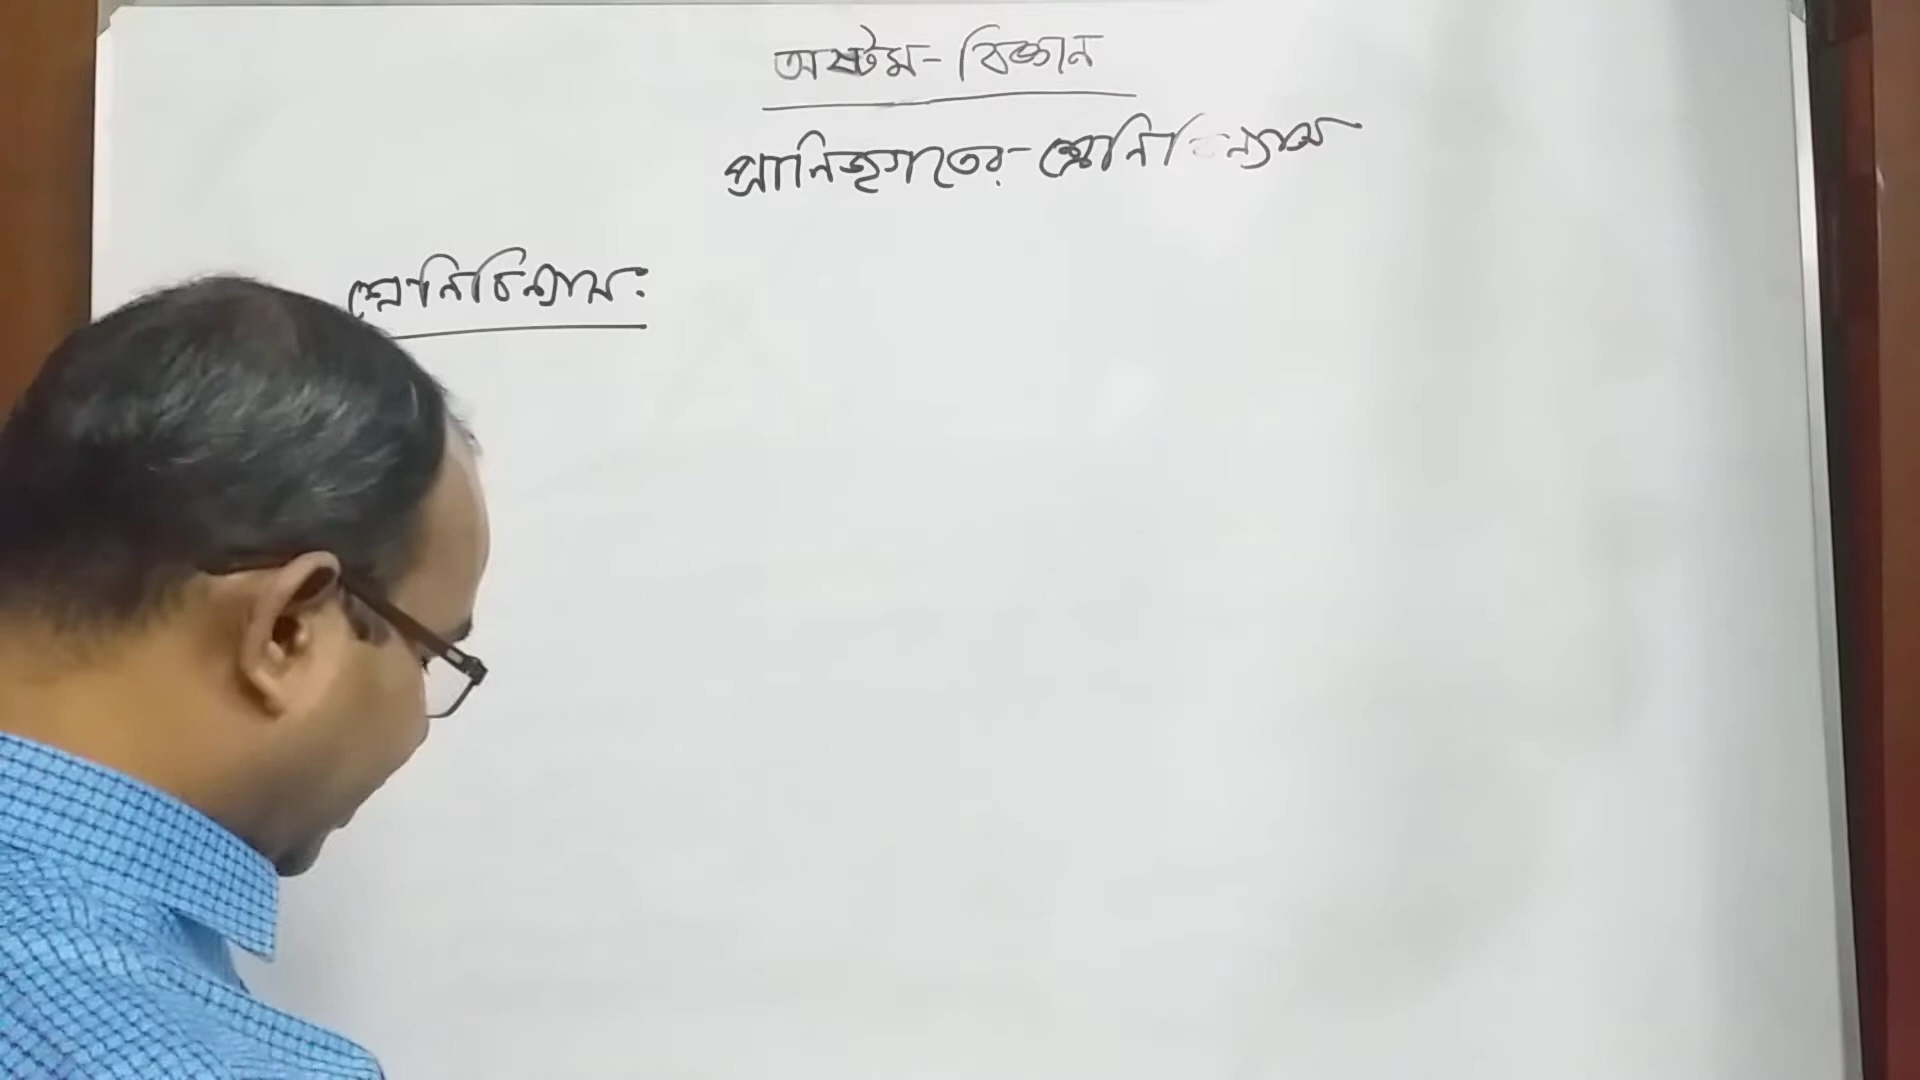 অষ্টম - বিজ্ঞান
প্রানিজগতের - শ্রেনিবিন্যাস
শ্রেনিবিন্যাস: